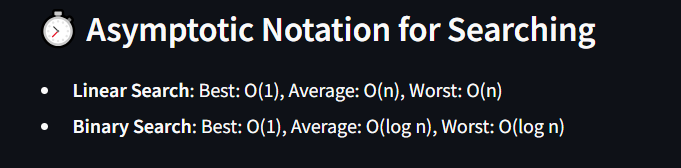 Asymptotic Notation for Searching
Linear Search: Best: O(1), Average: O(n), Worst: O(n)
Binary Search: Best: O(1), Average: O(log n), Worst: O(log n)